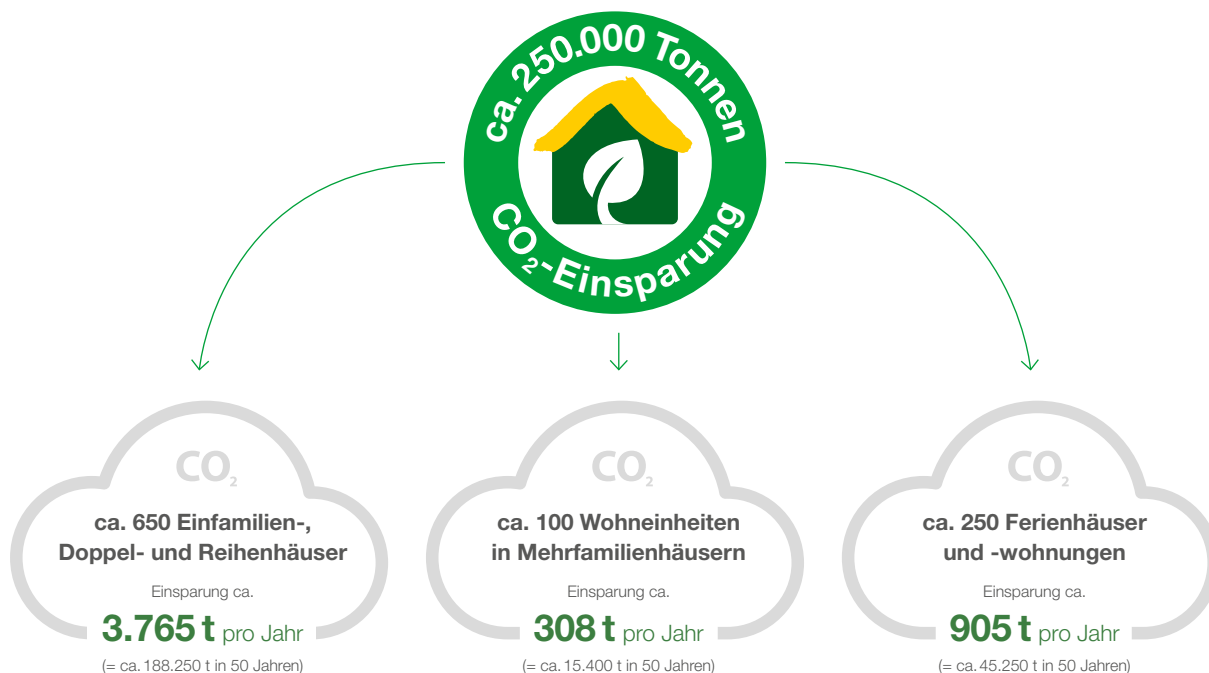 ca. 250.000 Tonnen
CO₂-Einsparung
CO₂
ca. 650 Einfamilien-,
Doppel- und Reihenhäuser
Einsparung ca.
3.765 t pro Jahr
(= ca. 188.250 t in 50 Jahren)
CO₂
ca. 100 Wohneinheiten
in Mehrfamilienhäusern
Einsparung ca.
308 t pro Jahr
(= ca. 15.400 t in 50 Jahren)
CO₂
ca. 250 Ferienhäuser
und -wohnungen
Einsparung ca.
905 t pro Jahr
(= ca. 45.250 t in 50 Jahren)